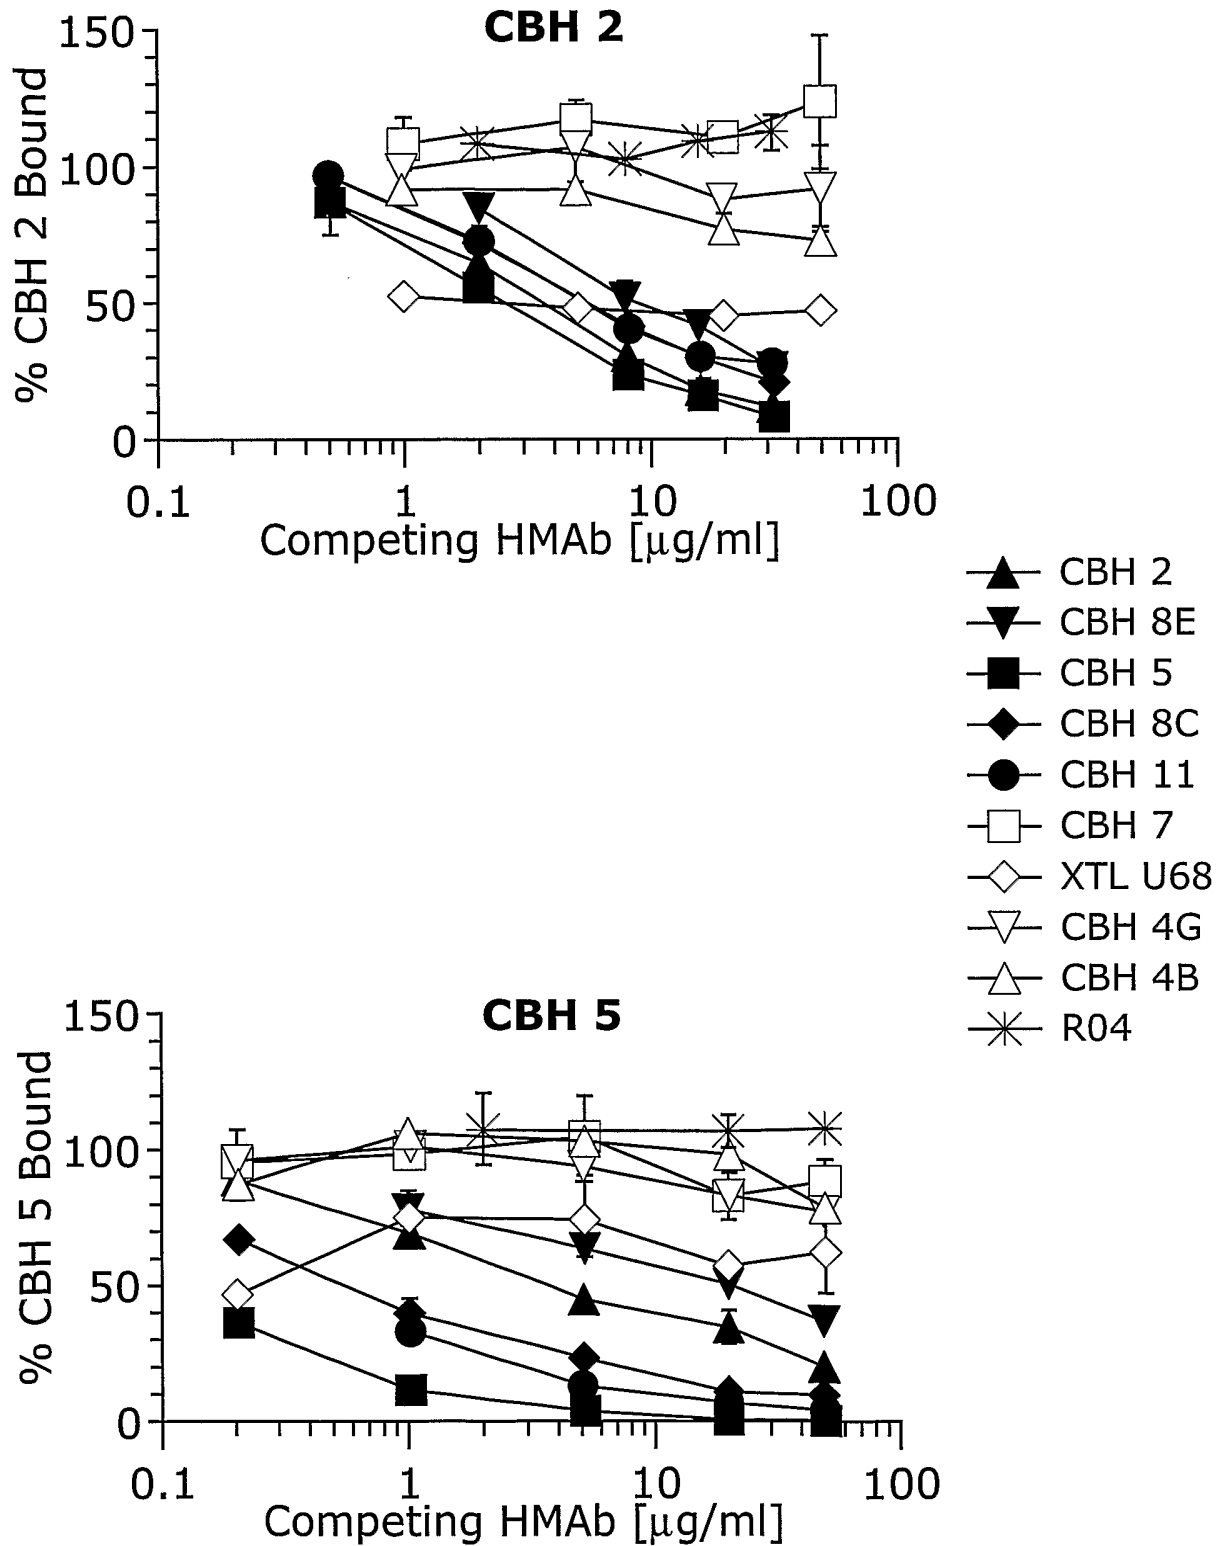 CBH 2
% CBH 2 Bound
150
100
50
0
0.1 1 10 100
Competing HMAb [µg/ml]
CBH 2
CBH 8E
CBH 5
CBH 8C
CBH 11
CBH 7
XTL U68
CBH 4G
CBH 4B
R04
CBH 5
% CBH 5 Bound
150
100
50
0
0.1 1 10 100
Competing HMAb [µg/ml]